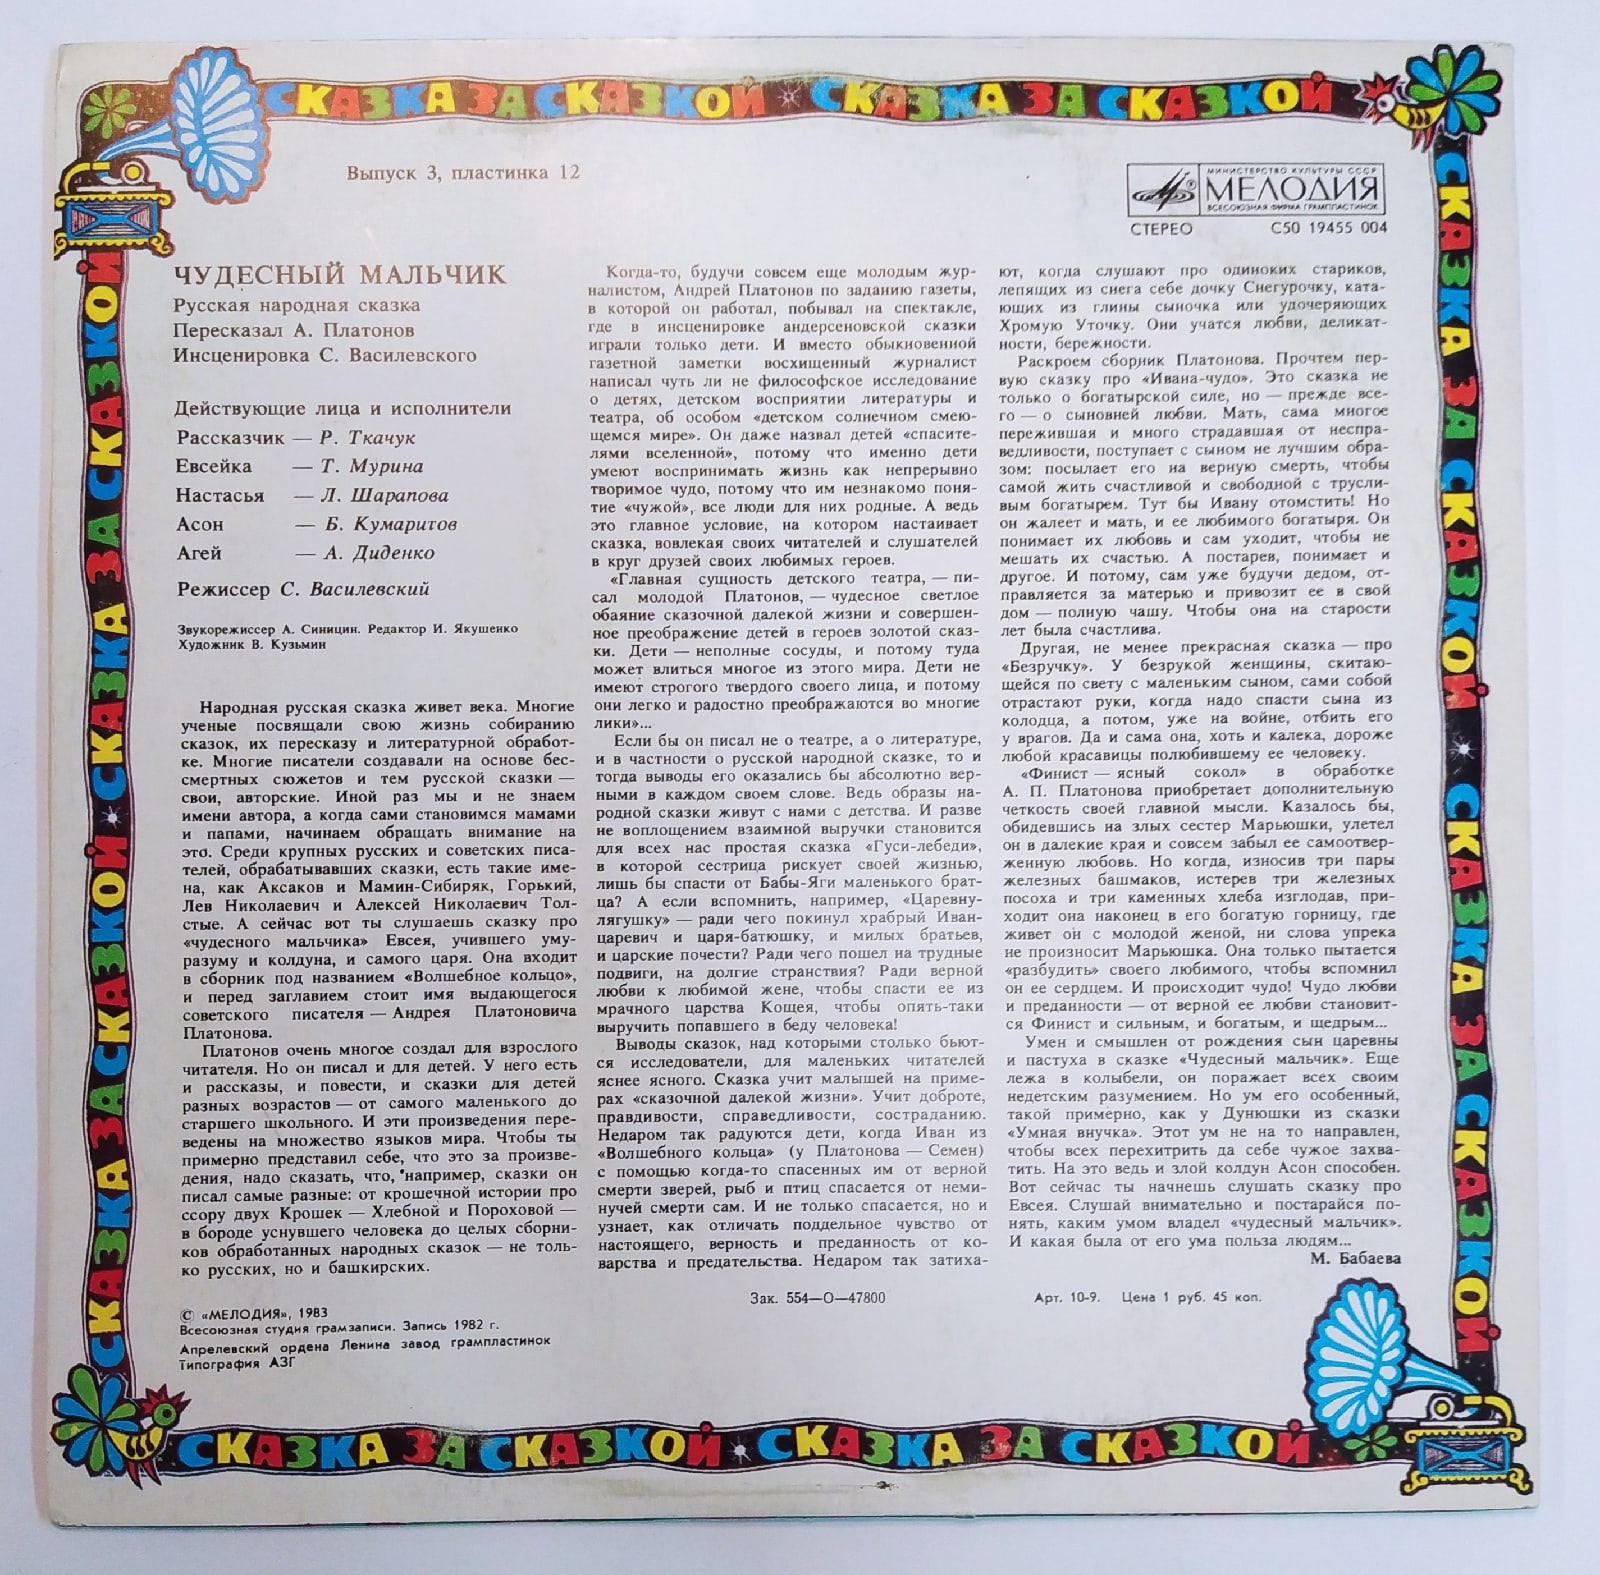 СКАЗКА ЗА СКАЗКОЙ СКАЗКА ЗА СКАЗКОЙ
Выпуск 3, пластинка 12
МИНИСТЕРСТВО КУЛЬТУРЫ СССР
МЕЛОДИЯ
ВСЕСОЮЗНАЯ ФИРМА ГРАМПЛАСТИНОК
СТЕРЕО С50 19455 004
ЧУДЕСНЫЙ МАЛЬЧИК
Русская народная сказка
Пересказал А. Платонов
Инсценировка С. Василевского
Действующие лица и исполнители
Рассказчик — Р. Ткачук
Евсейка — Т. Мурина
Настасья — Л. Шарапова
Асон — Б. Кумаритов
Агей — А. Диденко
Режиссер С. Василевский
Звукорежиссер А. Синицин. Редактор И. Якушенко
Художник В. Кузьмин
Народная русская сказка живет века. Многие
ученые посвящали свою жизнь собиранию
сказок, их пересказу и литературной обработ-
ке. Многие писатели создавали на основе бес-
смертных сюжетов и тем русской сказки —
свои, авторские. Иной раз мы и не знаем
имени автора, а когда сами становимся мамами
и папами, начинаем обращать внимание на
это. Среди крупных русских и советских писа-
телей, обрабатывавших сказки, есть такие име-
на, как Аксаков и Мамин-Сибиряк, Горький,
Лев Николаевич и Алексей Николаевич Тол-
стые. А сейчас вот ты слушаешь сказку про
«чудесного мальчика» Евсея, учившего уму-
разуму и колдуна, и самого царя. Она входит
в сборник под названием «Волшебное кольцо»,
и перед заглавием стоит имя выдающегося
советского писателя — Андрея Платоновича
Платонова.
Платонов очень многое создал для взрослого
читателя. Но он писал и для детей. У него есть
и рассказы, и повести, и сказки для детей
разных возрастов — от самого маленького до
старшего школьного. И эти произведения пере-
ведены на множество языков мира. Чтобы ты
примерно представил себе, что это за произве-
дения, надо сказать, что, например, сказки он
писал самые разные: от крошечной истории про
ссору двух Крошек — Хлебной и Пороховой —
в бороде уснувшего человека до целых сборни-
ков обработанных народных сказок — не толь-
ко русских, но и башкирских.
Когда-то, будучи совсем еще молодым жур-
налистом, Андрей Платонов по заданию газеты,
в которой он работал, побывал на спектакле,
где в инсценировке андерсеновской сказки
играли только дети. И вместо обыкновенной
газетной заметки восхищенный журналист
написал чуть ли не философское исследование
о детях, детском восприятии литературы и
театра, об особом «детском солнечном смею-
щемся мире». Он даже назвал детей «спасите-
лями вселенной», потому что именно дети
умеют воспринимать жизнь как непрерывно
творимое чудо, потому что им незнакомо поня-
тие «чужой», все люди для них родные. А ведь
это главное условие, на котором настаивает
сказка, вовлекая своих читателей и слушателей
в круг друзей своих любимых героев.
«Главная сущность детского театра, — пи-
сал молодой Платонов, — чудесное светлое
обаяние сказочной далекой жизни и совершен-
ное преображение детей в героев золотой сказ-
ки. Дети — неполные сосуды, и потому туда
может влиться многое из этого мира. Дети не
имеют строгого твердого своего лица, и потому
они легко и радостно преображаются во многие
лики»...
Если бы он писал не о театре, а о литературе,
и в частности о русской народной сказке, то и
тогда выводы его оказались бы абсолютно вер-
ными в каждом своем слове. Ведь образы на-
родной сказки живут с нами с детства. И разве
не воплощением взаимной выручки становится
для всех нас простая сказка «Гуси-лебеди»,
в которой сестрица рискует своей жизнью,
лишь бы спасти от Бабы-Яги маленького брат-
ца? А если вспомнить, например, «Царевну-
лягушку» — ради чего покинул храбрый Иван-
царевич и царя-батюшку, и милых братьев,
и царские почести? Ради чего пошел на трудные
подвиги, на долгие странствия? Ради верной
любви к любимой жене, чтобы спасти ее из
мрачного царства Кощея, чтобы опять-таки
выручить попавшего в беду человека!
Выводы сказок, над которыми столько бьют-
ся исследователи, для маленьких читателей
яснее ясного. Сказка учит малышей на приме-
рах «сказочной далекой жизни». Учит доброте,
правдивости, справедливости, состраданию.
Недаром так радуются дети, когда Иван из
«Волшебного кольца» (у Платонова — Семен)
с помощью когда-то спасенных им от верной
смерти зверей, рыб и птиц спасается от неми-
нучей смерти сам. И не только спасается, но и
узнает, как отличать поддельное чувство от
настоящего, верность и преданность от ко-
варства и предательства. Недаром так затиха-
ют, когда слушают про одиноких стариков,
лепящих из снега себе дочку Снегурочку, ката-
ющих из глины сыночка или удочеряющих
Хромую Уточку. Они учатся любви, деликат-
ности, бережности.
Раскроем сборник Платонова. Прочтем пер-
вую сказку про «Ивана-чудо». Это сказка не
только о богатырской силе, но — прежде все-
го — о сыновней любви. Мать, сама многое
пережившая и много страдавшая от неспра-
ведливости, поступает с сыном не лучшим обра-
зом: посылает его на верную смерть, чтобы
самой жить счастливой и свободной с трусли-
вым богатырем. Тут бы Ивану отомстить! Но
он жалеет и мать, и ее любимого богатыря. Он
понимает их любовь и сам уходит, чтобы не
мешать их счастью. А постарев, понимает и
другое. И потому, сам уже будучи дедом, от-
правляется за матерью и привозит ее в свой
дом — полную чашу. Чтобы она на старости
лет была счастлива.
Другая, не менее прекрасная сказка — про
«Безручку». У безрукой женщины, скитаю-
щейся по свету с маленьким сыном, сами собой
отрастают руки, когда надо спасти сына из
колодца, а потом, уже на войне, отбить его
у врагов. Да и сама она, хоть и калека, дороже
любой красавицы полюбившему ее человеку.
«Финист — ясный сокол» в обработке
А. П. Платонова приобретает дополнительную
четкость своей главной мысли. Казалось бы,
обидевшись на злых сестер Марьюшки, улетел
он в далекие края и совсем забыл ее самоотвер-
женную любовь. Но когда, износив три пары
железных башмаков, истерев три железных
посоха и три каменных хлеба изглодав, при-
ходит она наконец в его богатую горницу, где
живет он с молодой женой, ни слова упрека
не произносит Марьюшка. Она только пытается
«разбудить» своего любимого, чтобы вспомнил
он ее сердцем. И происходит чудо! Чудо любви
и преданности — от верной ее любви становит-
ся Финист и сильным, и богатым, и щедрым...
Умен и смышлен от рождения сын царевны
и пастуха в сказке «Чудесный мальчик». Еще
лежа в колыбели, он поражает всех своим
недетским разумением. Но ум его особенный,
такой примерно, как у Дунюшки из сказки
«Умная внучка». Этот ум не на то направлен,
чтобы всех перехитрить да себе чужое захва-
тить. На это ведь и злой колдун Асон способен.
Вот сейчас ты начнешь слушать сказку про
Евсея. Слушай внимательно и постарайся по-
нять, каким умом владел «чудесный мальчик».
И какая была от его ума польза людям...
М. Бабаева
© «МЕЛОДИЯ», 1983
Всесоюзная студия грамзаписи. Запись 1982 г.
Апрелевский ордена Ленина завод грампластинок
Типография АЗГ
Зак. 554—О—47800
Арт. 10-9. Цена 1 руб. 45 коп.
СКАЗКА ЗА СКАЗКОЙ СКАЗКА ЗА СКАЗКОЙ
СКАЗКА ЗА СКАЗКОЙ СКАЗКА ЗА СКАЗКОЙ
СКАЗКА ЗА СКАЗКОЙ СКАЗКА ЗА СКАЗКОЙ